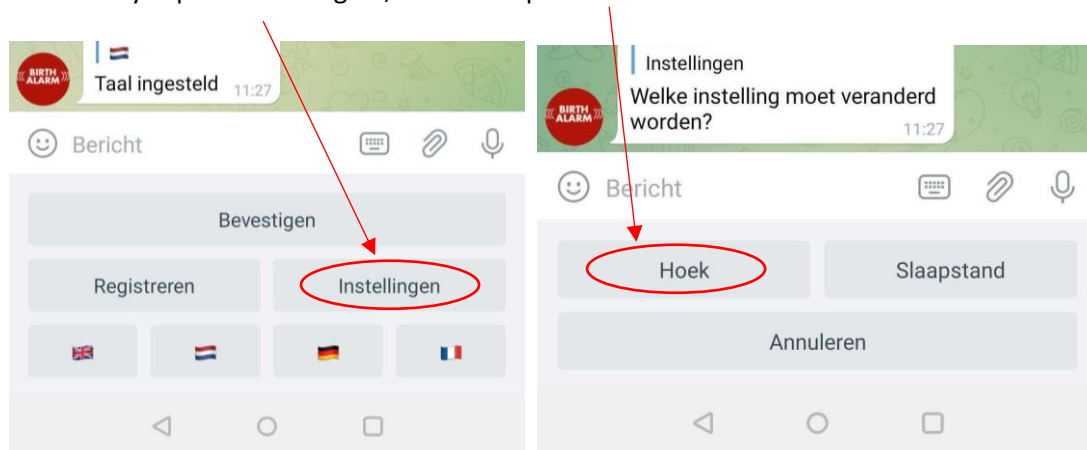 BIRTH
ALARM
Taal ingesteld 11:27
Bericht
Bevestigen
Registreren
Instellingen
Instellingen
BIRTH
ALARM
Welke instelling moet veranderd
worden? 11:27
Bericht
Hoek
Slaapstand
Annuleren